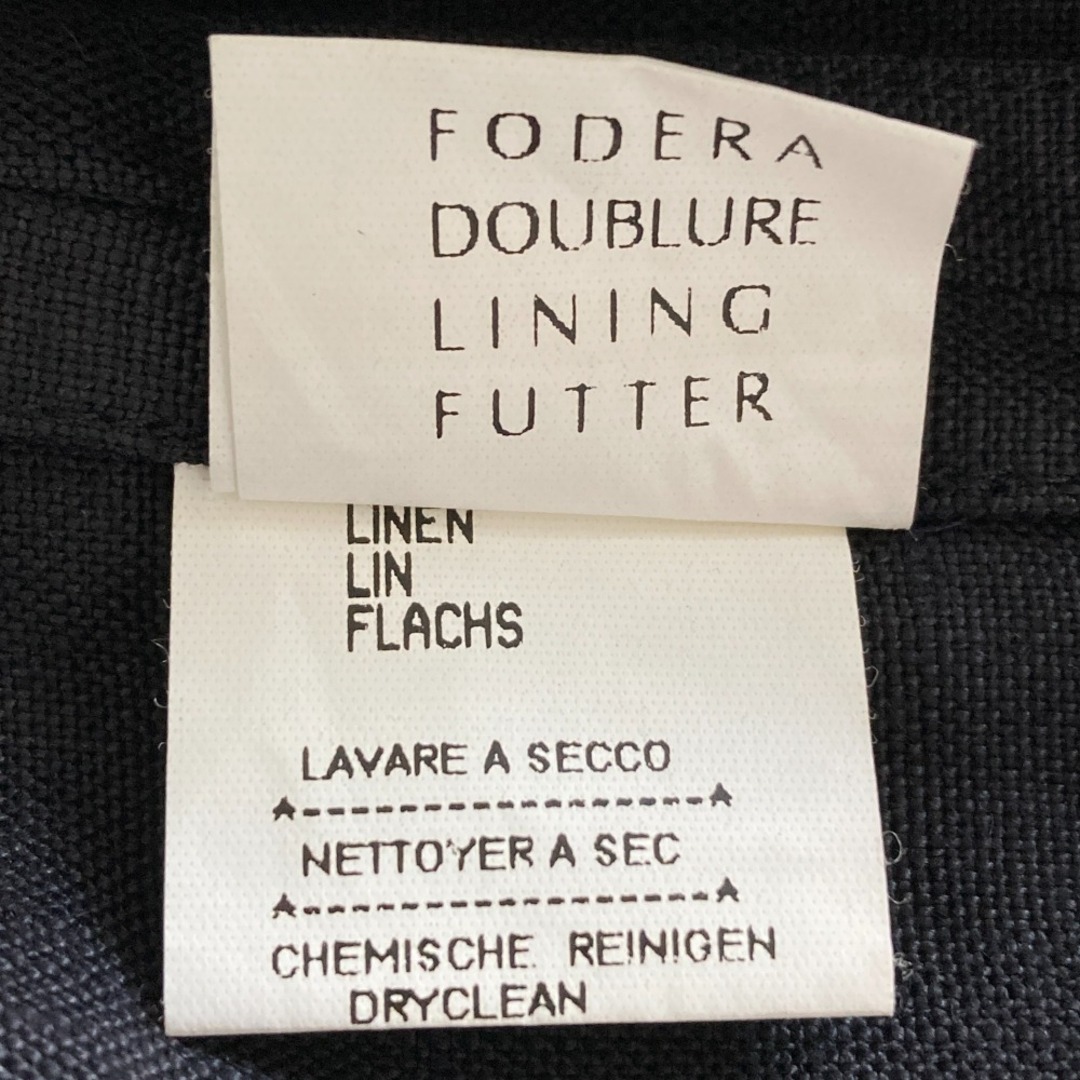 FODERA
DOUBLURE
LINING
FUTTER
LINEN
LIN
FLACHS
LAVARE A SECCO
NETTOYER A SEC
CHEMISCHE REINIGEN
DRYCLEAN